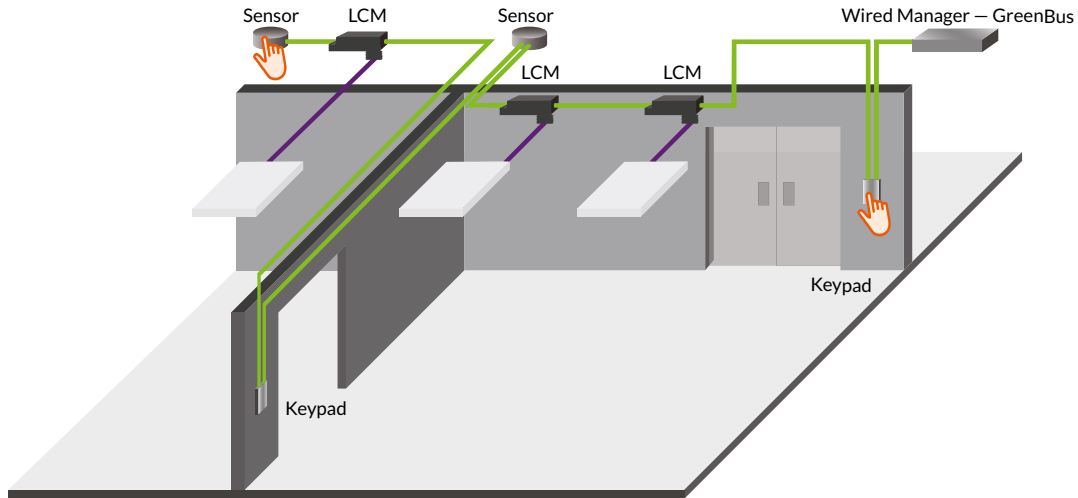 Sensor
LCM
Sensor
Wired Manager – GreenBus
LCM
LCM
Keypad
Keypad